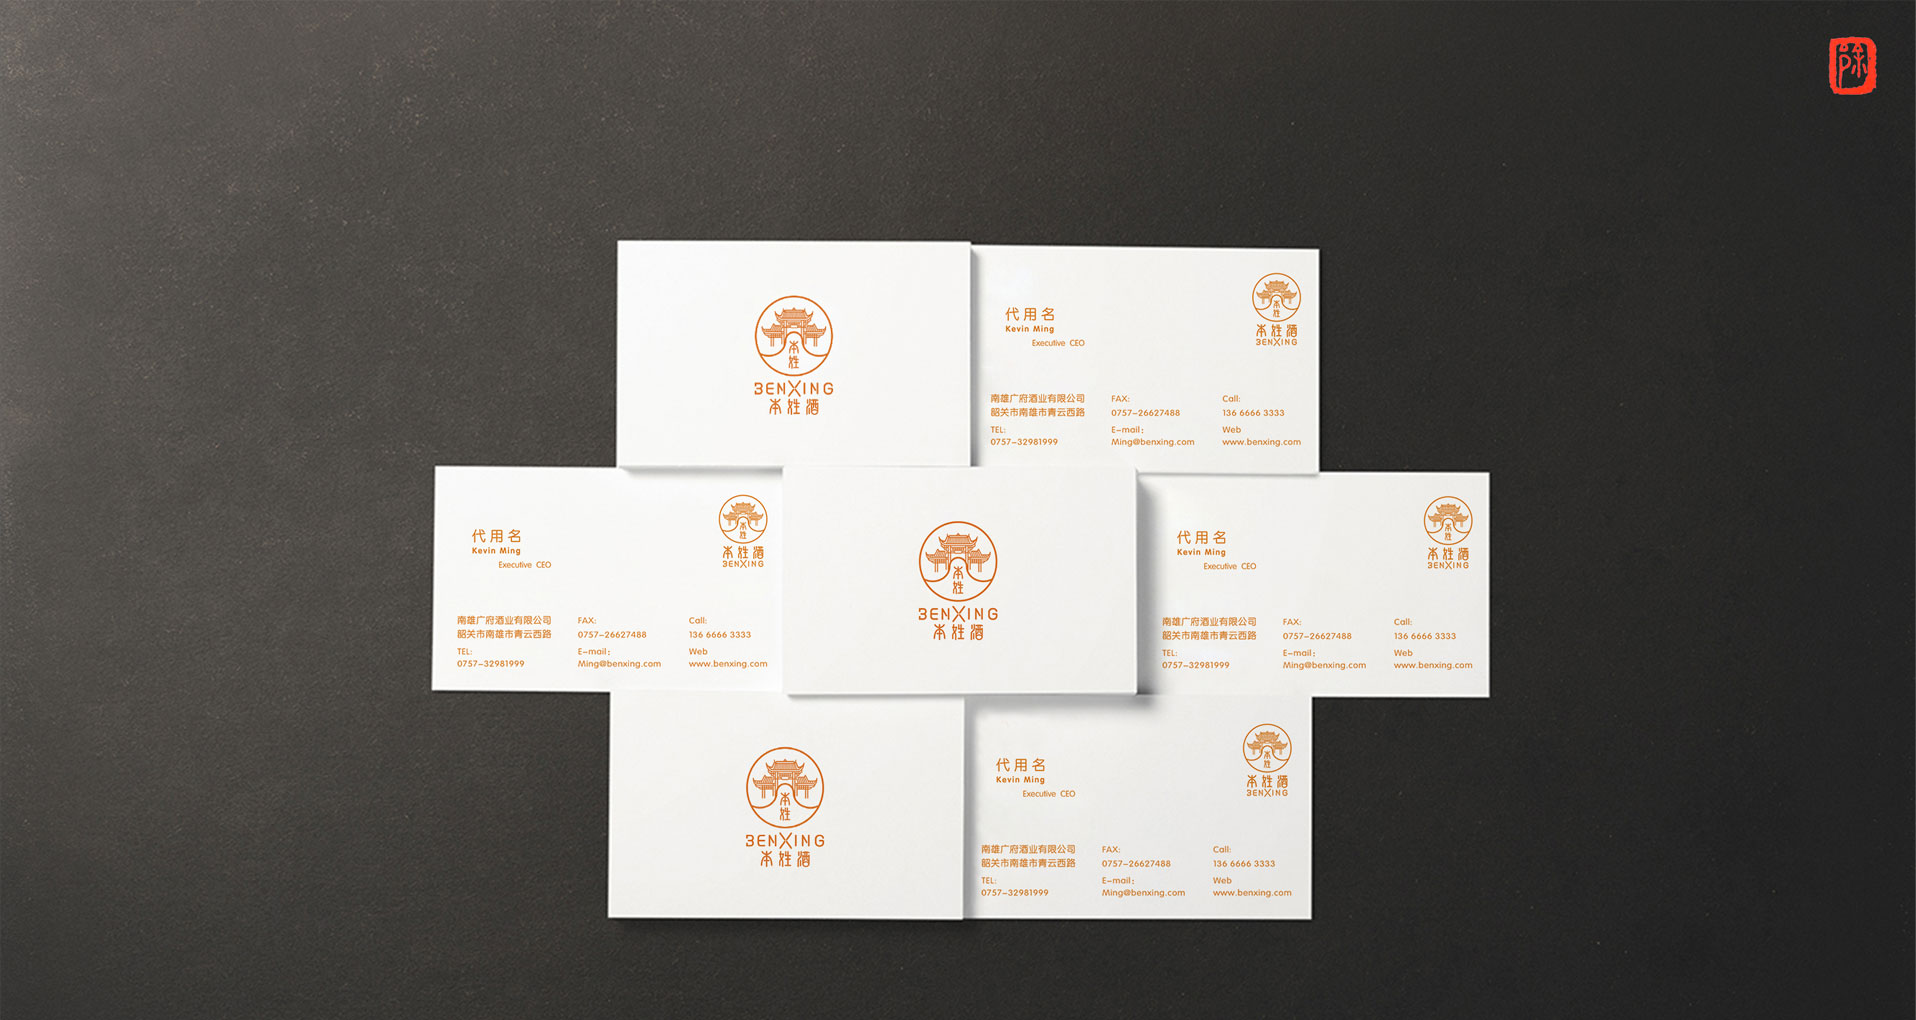 除
本
姓
BENXING
本姓酒
代用名
Kevin Ming
Executive CEO
本
姓
本姓酒
BENXING
南雄广府酒业有限公司
韶关市南雄市青云西路
TEL:
0757-32981999
FAX:
0757-26627488
E-mail:
Ming@benxing.com
Call:
136 6666 3333
Web
www.benxing.com
代用名
Kevin Ming
Executive CEO
本
姓
本姓酒
BENXING
南雄广府酒业有限公司
韶关市南雄市青云西路
TEL:
0757-32981999
FAX:
0757-26627488
E-mail:
Ming@benxing.com
Call:
136 6666 3333
Web
www.benxing.com
本
姓
BENXING
本姓酒
代用名
Kevin Ming
Executive CEO
本
姓
本姓酒
BENXING
南雄广府酒业有限公司
韶关市南雄市青云西路
TEL:
0757-32981999
FAX:
0757-26627488
E-mail:
Ming@benxing.com
Call:
136 6666 3333
Web
www.benxing.com
本
姓
BENXING
本姓酒
代用名
Kevin Ming
Executive CEO
本
姓
本姓酒
BENXING
南雄广府酒业有限公司
韶关市南雄市青云西路
TEL:
0757-32981999
FAX:
0757-26627488
E-mail:
Ming@benxing.com
Call:
136 6666 3333
Web
www.benxing.com